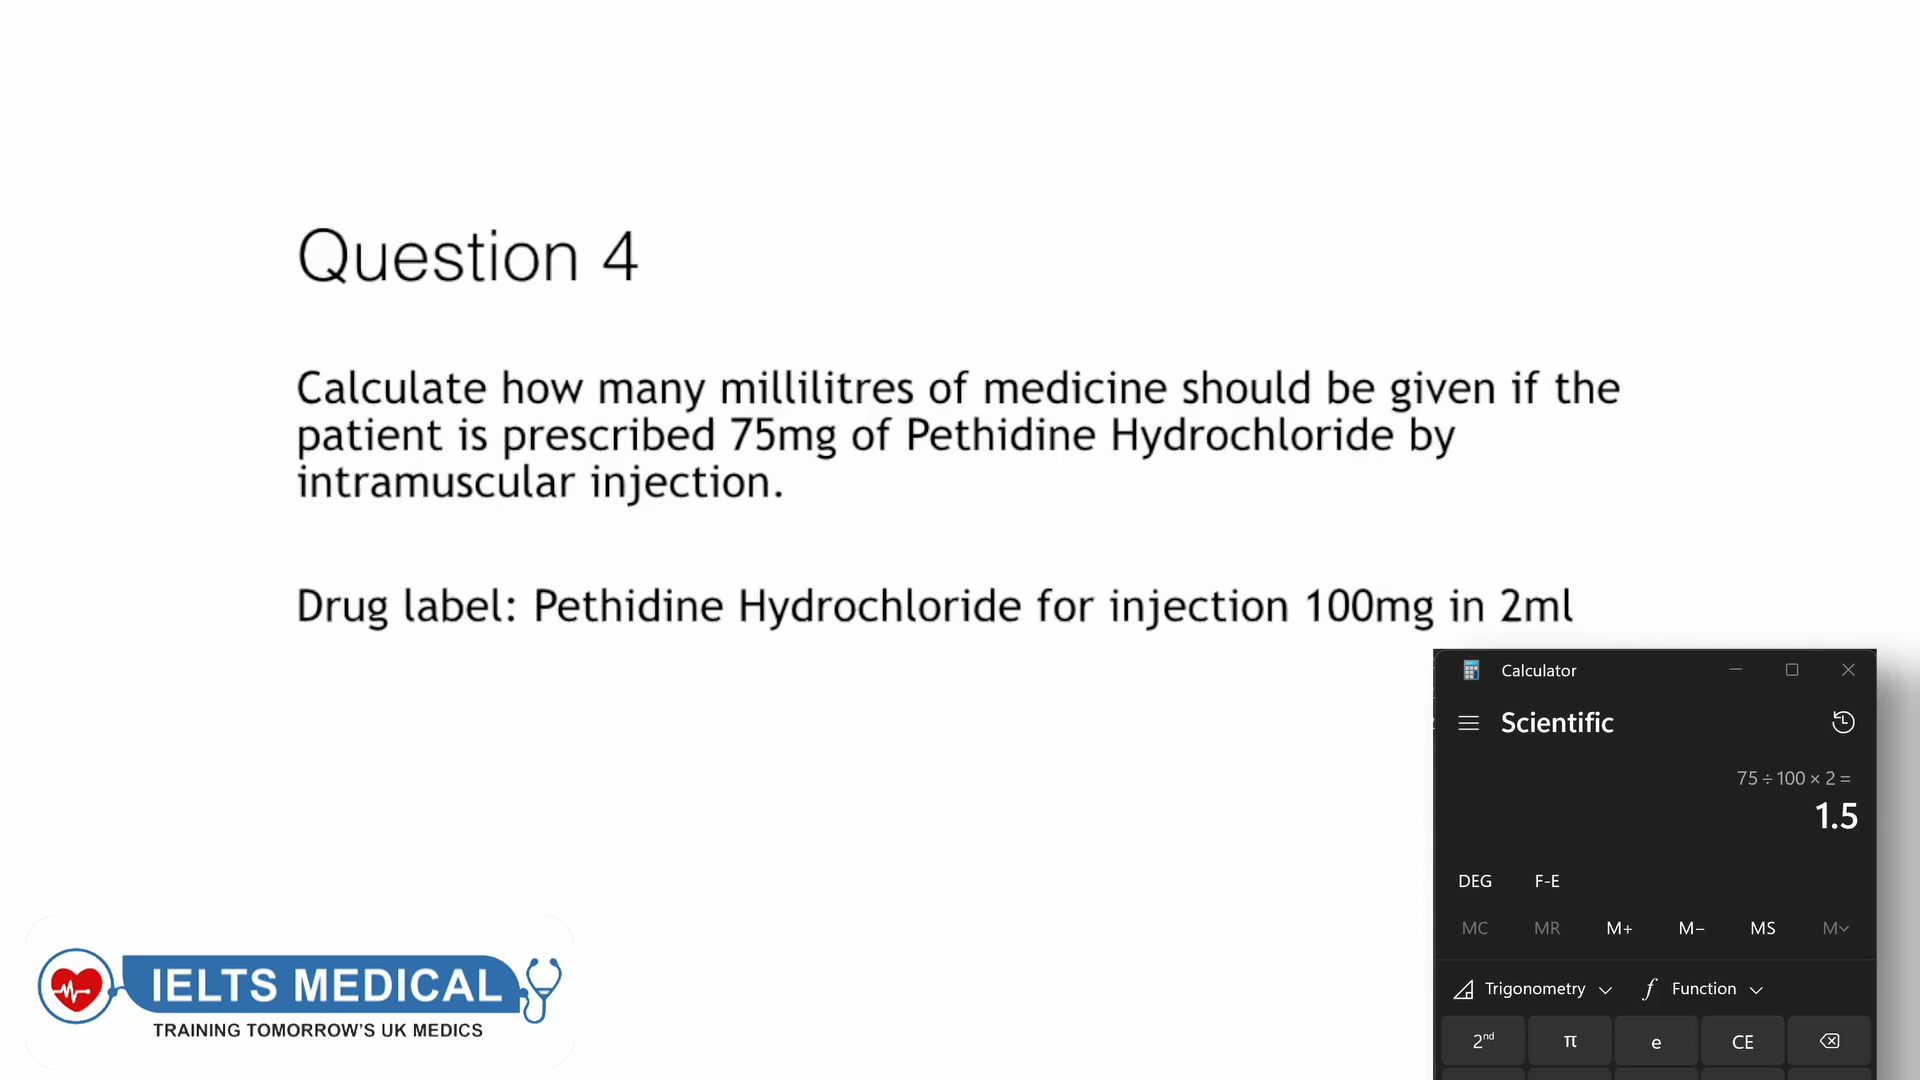 Question 4
Calculate how many millilitres of medicine should be given if the
patient is prescribed 75mg of Pethidine Hydrochloride by
intramuscular injection.
Drug label: Pethidine Hydrochloride for injection 100mg in 2ml
Calculator
Scientific
75 ÷ 100 × 2 =
1.5
DEG F-E
MC MR M+ M− MS M
Trigonometry Function
2nd π e CE
IELTS MEDICAL
TRAINING TOMORROW'S UK MEDICS